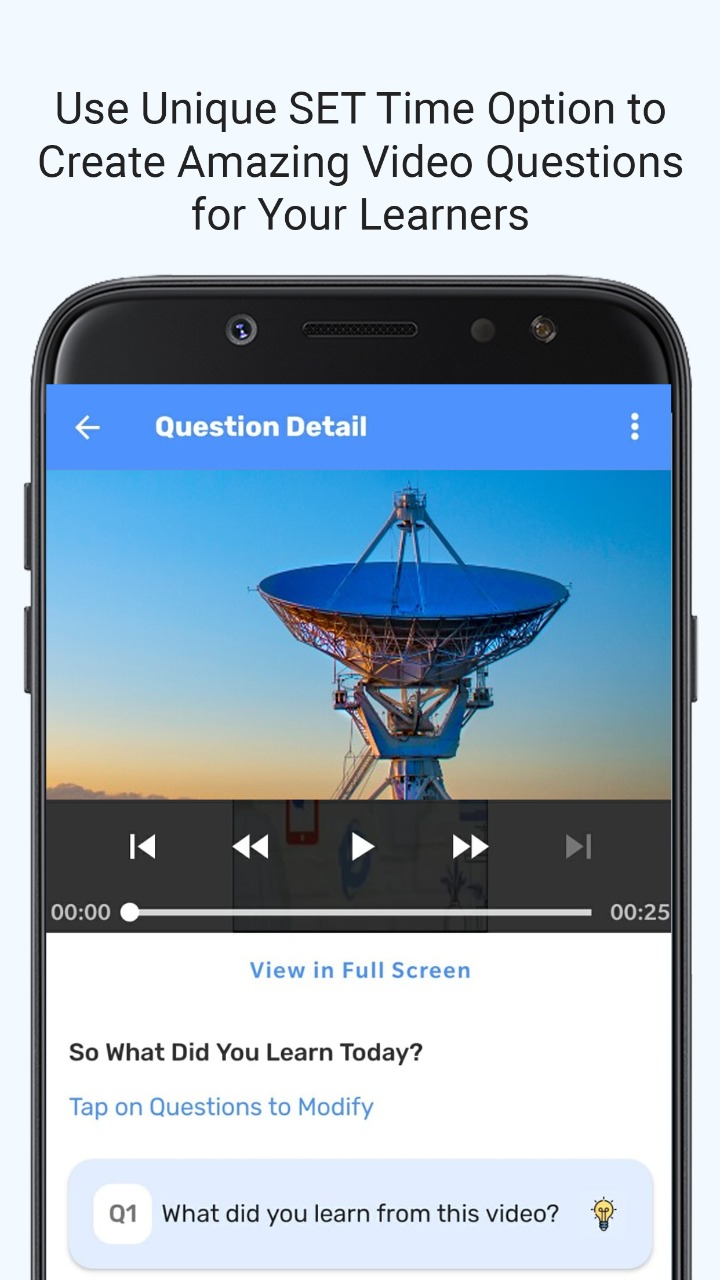 Use Unique SET Time Option to
Create Amazing Video Questions
for Your Learners
Question Detail
00:00
00:25
View in Full Screen
So What Did You Learn Today?
Tap on Questions to Modify
Q1 What did you learn from this video?